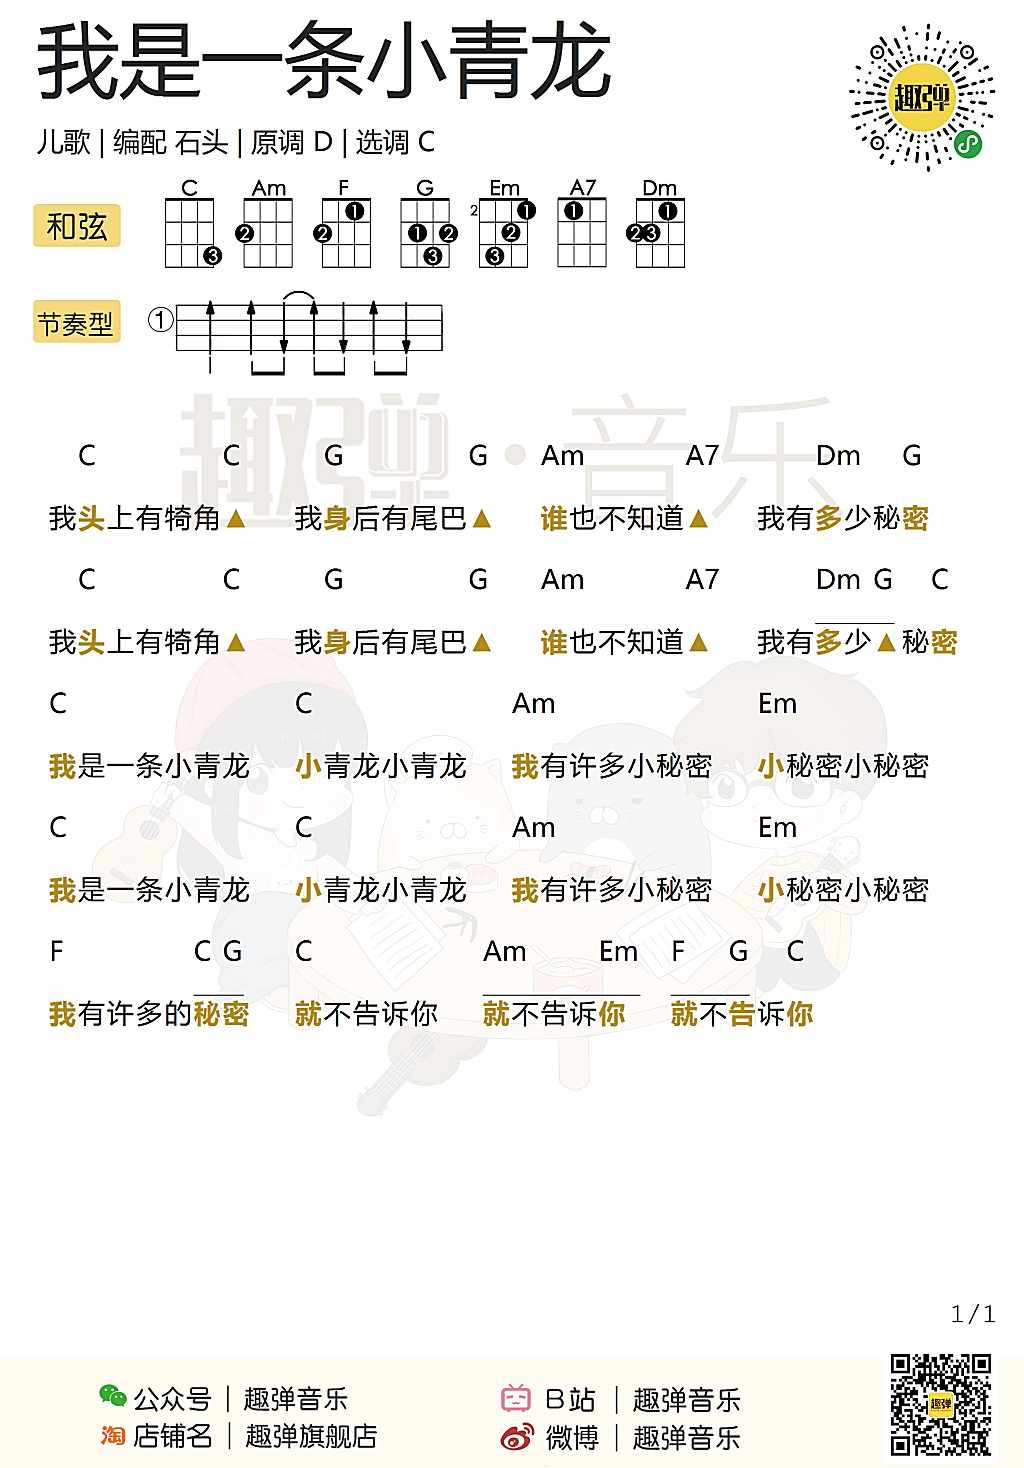 我是一条小青龙
趣弹
儿歌 | 编配 石头 | 原调 D | 选调 C
和弦
C Am F G Em A7 Dm
2 3 2 1 2 1 2 3 1 2 3 1 1 2 3
节奏型 ①
趣弹·音乐
C C G G Am A7 Dm G
我头上有犄角▲ 我身后有尾巴▲ 谁也不知道▲ 我有多少秘密
C C G G Am A7 Dm G C
我头上有犄角▲ 我身后有尾巴▲ 谁也不知道▲ 我有多少▲秘密
C C Am Em
我是一条小青龙 小青龙小青龙 我有许多小秘密 小秘密小秘密
C C Am Em
我是一条小青龙 小青龙小青龙 我有许多小秘密 小秘密小秘密
F C G C Am Em F G C
我有许多的秘密 就不告诉你 就不告诉你 就不告诉你
1/1
公众号 | 趣弹音乐 B站 | 趣弹音乐
淘 店铺名 | 趣弹旗舰店 微博 | 趣弹音乐
趣弹